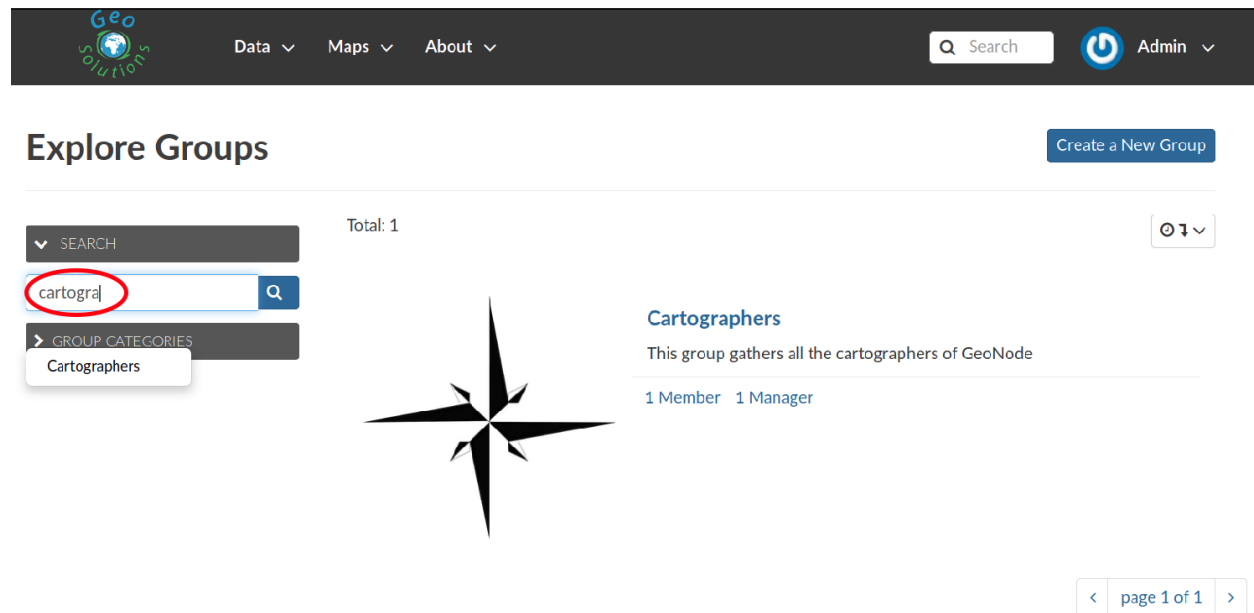 Geo
Solutions
Data
Maps
About
Search
Admin
Explore Groups
Create a New Group
SEARCH
Total: 1
cartogra
GROUP CATEGORIES
Cartographers
Cartographers
This group gathers all the cartographers of GeoNode
1 Member 1 Manager
< page 1 of 1 >